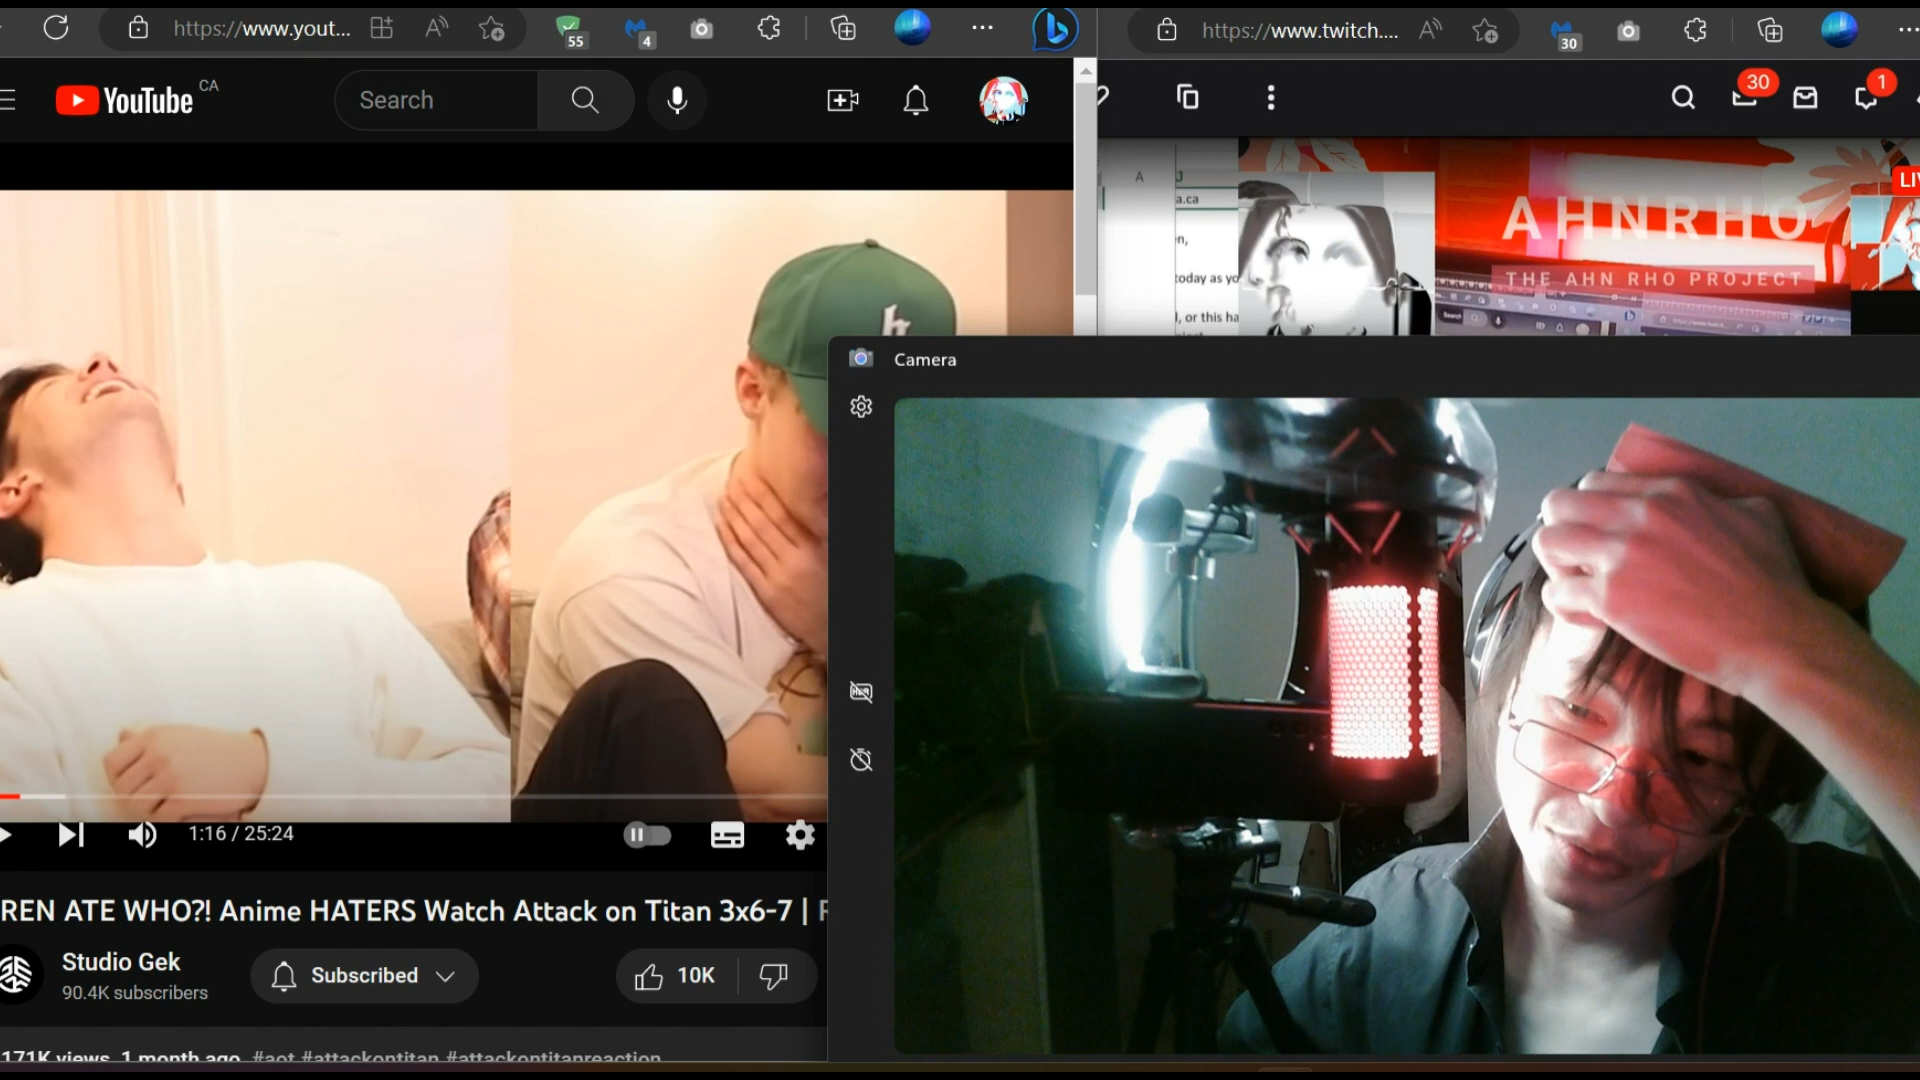 https://www.yout...
55
4
https://www.twitch....
30
YouTube CA
Search
30
1
A
J
a.ca
n,
today as yo
, or this ha
AHNRHO
THE AHN RHO PROJECT
LIV
Camera
1:16 / 25:24
REN ATE WHO?! Anime HATERS Watch Attack on Titan 3x6-7 |
Studio Gek
90.4K subscribers
Subscribed
10K
171K views 1 month ago #aot #attackontitan #attackontitanreaction